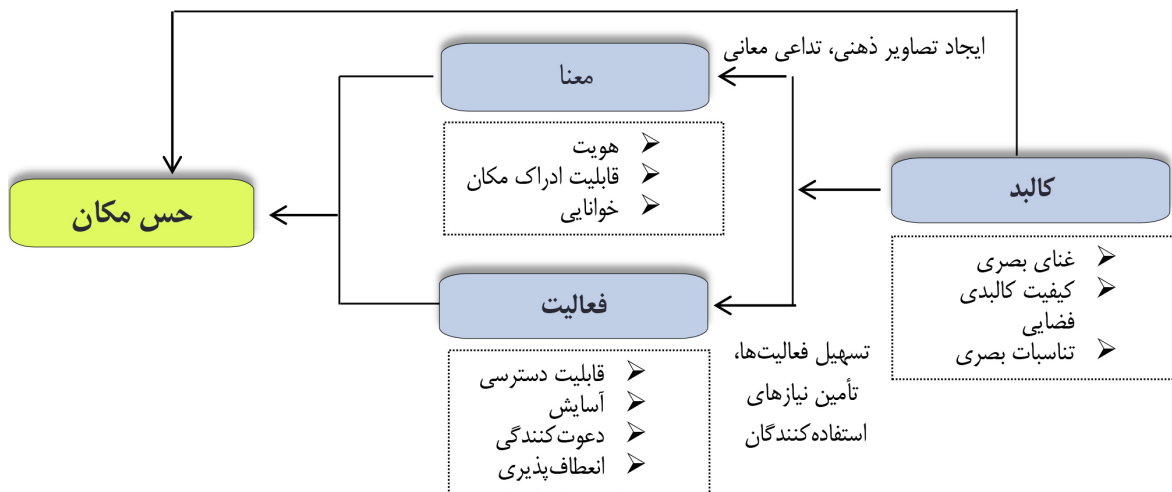 ایجاد تصاویر ذهنی، تداعی معانی
معنا
هویت
قابلیت ادراک مکان
خوانایی
کالبد
غنای بصری
کیفیت کالبدی
فضایی
تناسبات بصری
حس مکان
فعالیت
قابلیت دسترسی
آسایش
دعوت‌کنندگی
انعطاف‌پذیری
تسهیل فعالیت‌ها،
تأمین نیازهای
استفاده‌کنندگان